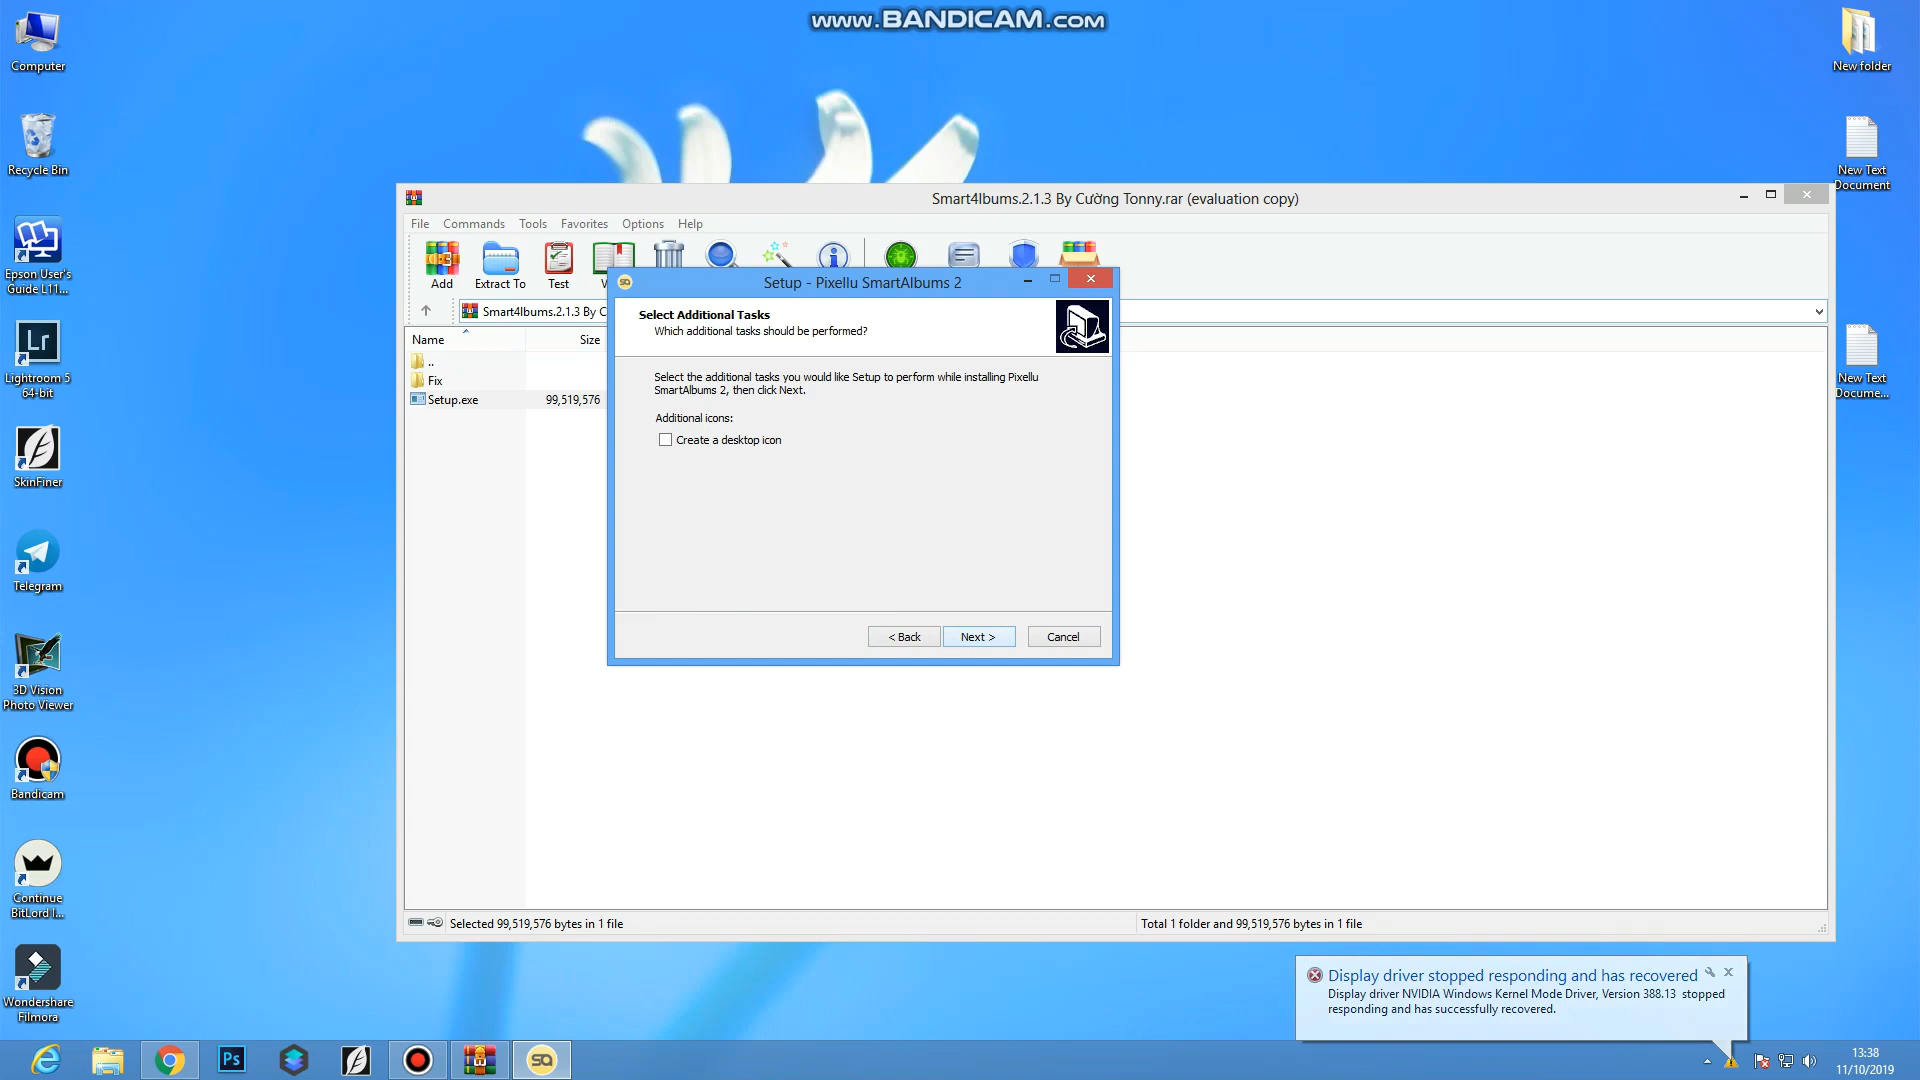 www.BANDICAM.com
Computer
Recycle Bin
Epson User's
Guide L11...
Lr
Lightroom 5
64-bit
SkinFiner
Telegram
3D Vision
Photo Viewer
Bandicam
Continue
BitLord I...
Wondershare
Filmora
New folder
New Text
Document
New Text
Docume...
Smart4lbums.2.1.3 By Cường Tonny.rar (evaluation copy)
File Commands Tools Favorites Options Help
Add Extract To Test
Smart4lbums.2.1.3 By C
Name Size
..
Fix
Setup.exe 99,519,576
Selected 99,519,576 bytes in 1 file
Total 1 folder and 99,519,576 bytes in 1 file
SA
Setup - Pixellu SmartAlbums 2
Select Additional Tasks
Which additional tasks should be performed?
Select the additional tasks you would like Setup to perform while installing Pixellu
SmartAlbums 2, then click Next.
Additional icons:
Create a desktop icon
< Back Next > Cancel
Display driver stopped responding and has recovered
Display driver NVIDIA Windows Kernel Mode Driver, Version 388.13 stopped
responding and has successfully recovered.
Ps
SA
13:38
11/10/2019